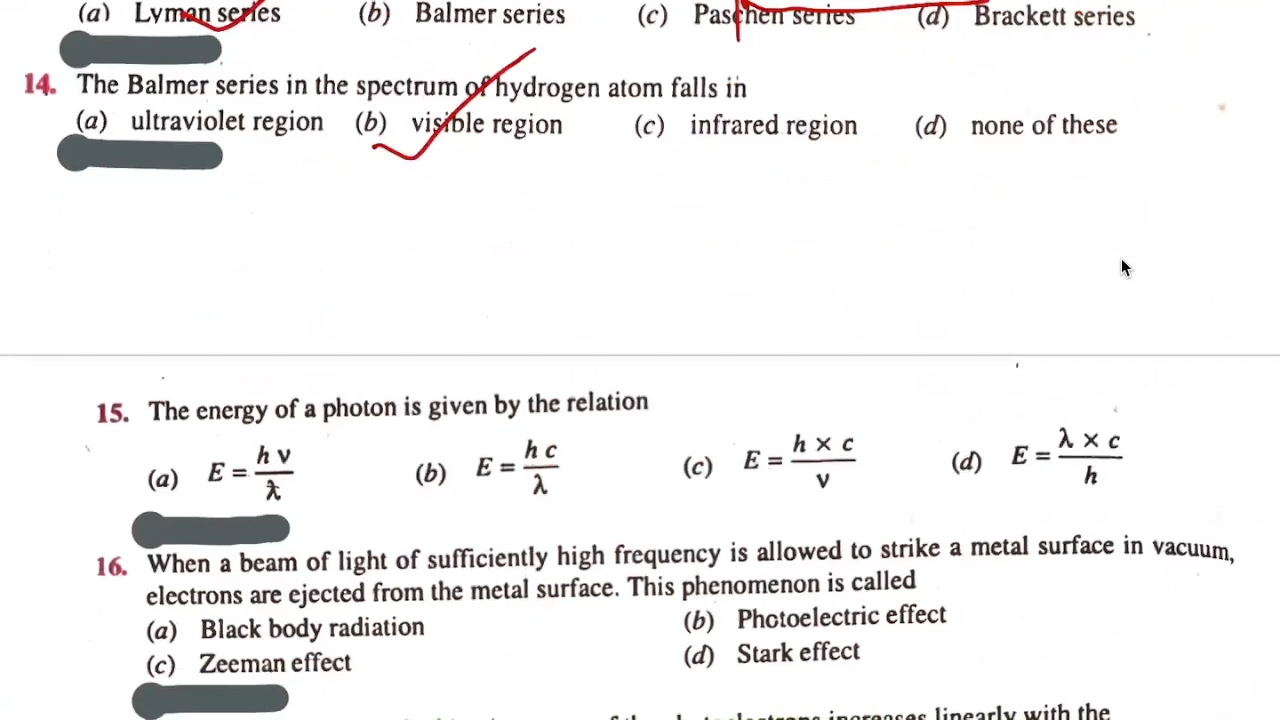 (a) Lyman series (b) Balmer series (c) Paschen series (d) Brackett series
14. The Balmer series in the spectrum of hydrogen atom falls in
(a) ultraviolet region (b) visible region (c) infrared region (d) none of these
15. The energy of a photon is given by the relation
(a) E = h ν / λ (b) E = h c / λ (c) E = h × c / ν (d) E = λ × c / h
16. When a beam of light of sufficiently high frequency is allowed to strike a metal surface in vacuum,
electrons are ejected from the metal surface. This phenomenon is called
(a) Black body radiation (b) Photoelectric effect
(c) Zeeman effect (d) Stark effect
increases linearly with the